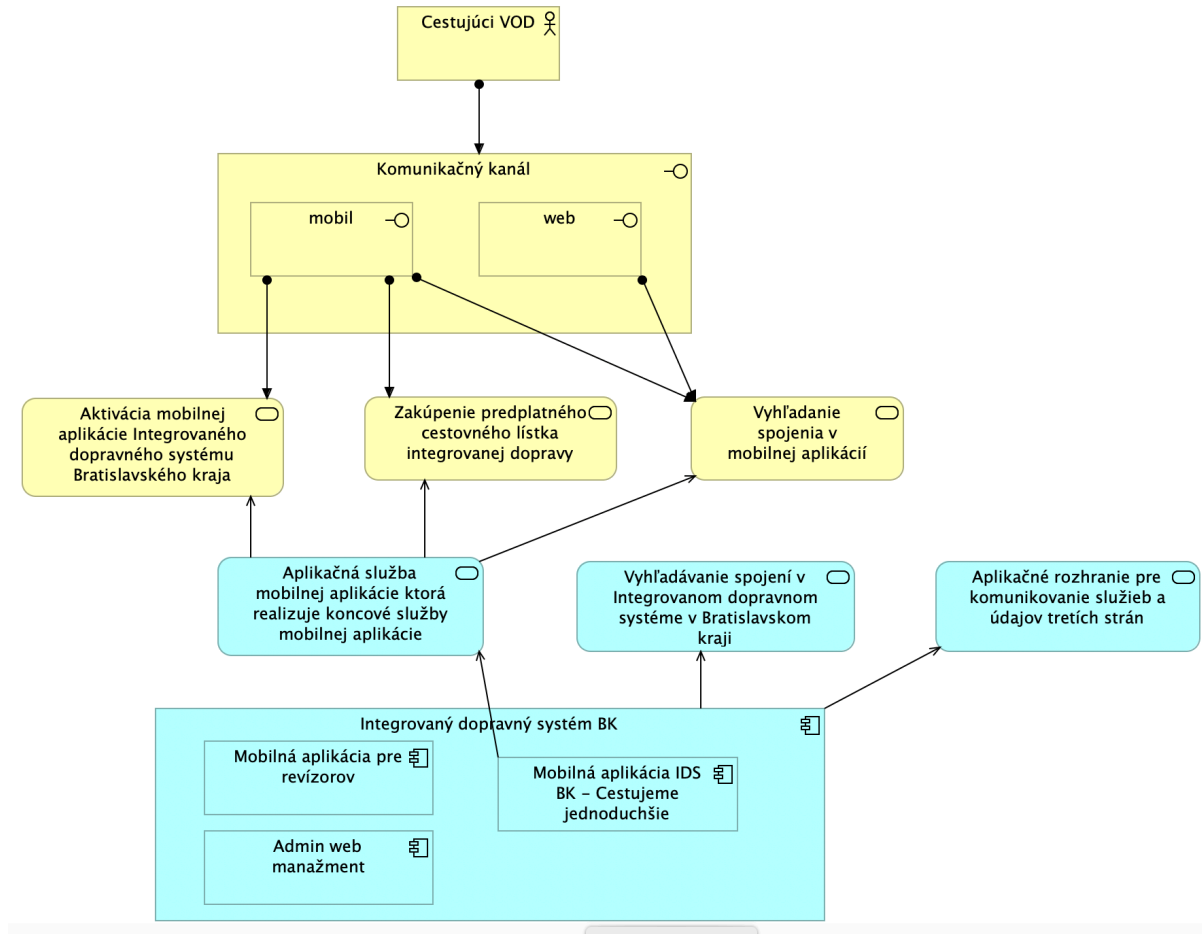 Cestujúci VOD
Komunikačný kanál
mobil
web
Aktivácia mobilnej
aplikácie Integrovaného
dopravného systému
Bratislavského kraja
Zakúpenie predplatného
cestovného lístka
integrovanej dopravy
Vyhľadanie
spojenia v
mobilnej aplikácií
Aplikačná služba
mobilnej aplikácie ktorá
realizuje koncové služby
mobilnej aplikácie
Vyhľadávanie spojení v
Integrovanom dopravnom
systéme v Bratislavskom
kraji
Aplikačné rozhranie pre
komunikovanie služieb a
údajov tretích strán
Integrovaný dopravný systém BK
Mobilná aplikácia pre
revízorov
Mobilná aplikácia IDS
BK – Cestujeme
jednoduchšie
Admin web
manažment